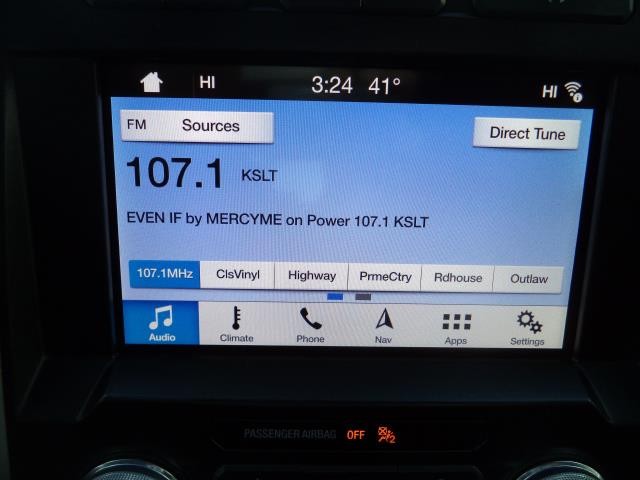 HI 3:24 41° HI
FM Sources Direct Tune
107.1 KSLT
EVEN IF by MERCYME on Power 107.1 KSLT
107.1MHz ClsVinyl Highway PrmeCtry Rdhouse Outlaw
Audio Climate Phone Nav Apps Settings
PASSENGER AIRBAG OFF 2